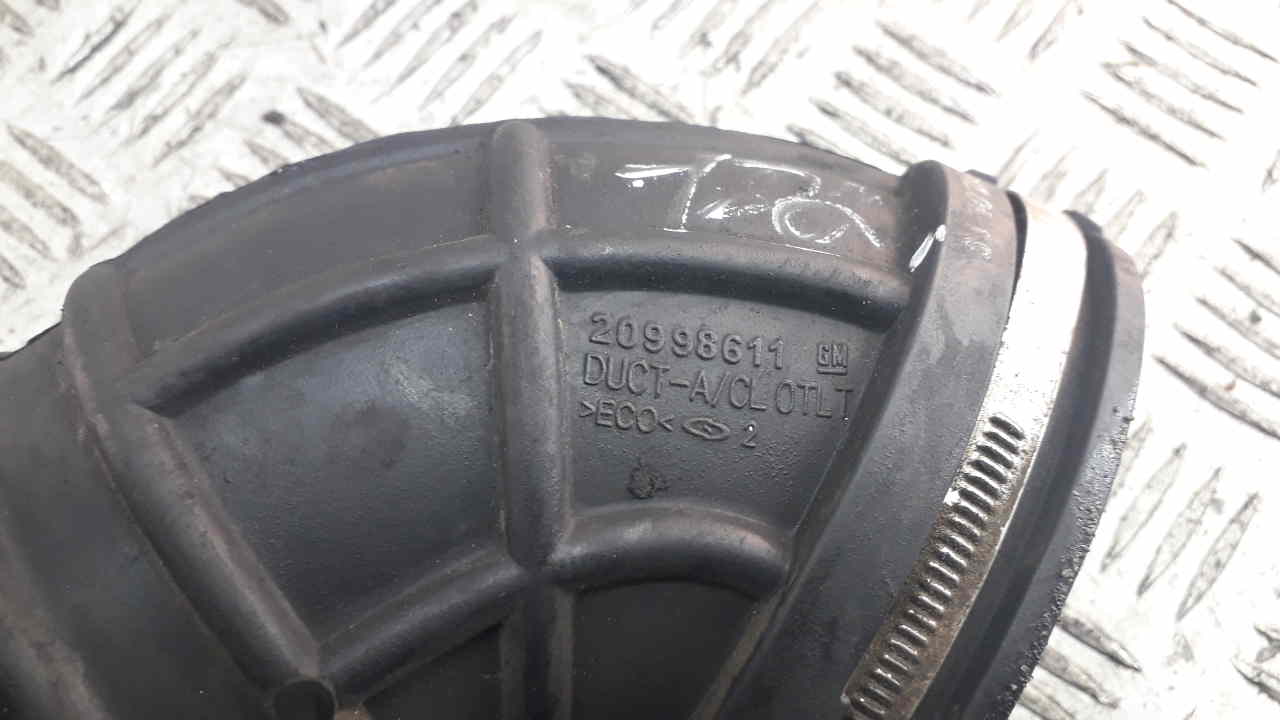 20998611 GM
DUCT-A/CL OTLT
>ECO< 2